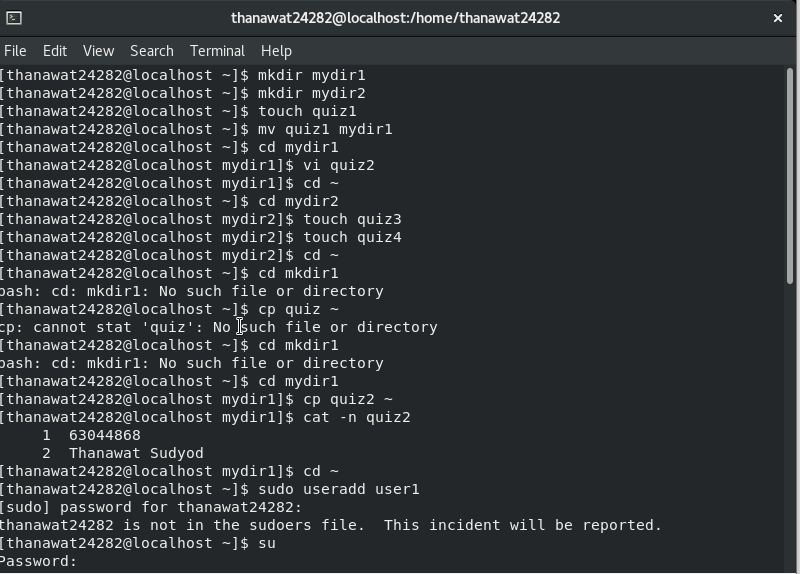 thanawat24282@localhost:/home/thanawat24282
File Edit View Search Terminal Help
[thanawat24282@localhost ~]$ mkdir mydir1
[thanawat24282@localhost ~]$ mkdir mydir2
[thanawat24282@localhost ~]$ touch quiz1
[thanawat24282@localhost ~]$ mv quiz1 mydir1
[thanawat24282@localhost ~]$ cd mydir1
[thanawat24282@localhost mydir1]$ vi quiz2
[thanawat24282@localhost mydir1]$ cd ~
[thanawat24282@localhost ~]$ cd mydir2
[thanawat24282@localhost mydir2]$ touch quiz3
[thanawat24282@localhost mydir2]$ touch quiz4
[thanawat24282@localhost mydir2]$ cd ~
[thanawat24282@localhost ~]$ cd mkdir1
bash: cd: mkdir1: No such file or directory
[thanawat24282@localhost ~]$ cp quiz ~
cp: cannot stat 'quiz': No such file or directory
[thanawat24282@localhost ~]$ cd mkdir1
bash: cd: mkdir1: No such file or directory
[thanawat24282@localhost ~]$ cd mydir1
[thanawat24282@localhost mydir1]$ cp quiz2 ~
[thanawat24282@localhost mydir1]$ cat -n quiz2
1 63044868
2 Thanawat Sudyod
[thanawat24282@localhost mydir1]$ cd ~
[thanawat24282@localhost ~]$ sudo useradd user1
[sudo] password for thanawat24282:
thanawat24282 is not in the sudoers file.  This incident will be reported.
[thanawat24282@localhost ~]$ su
Password: